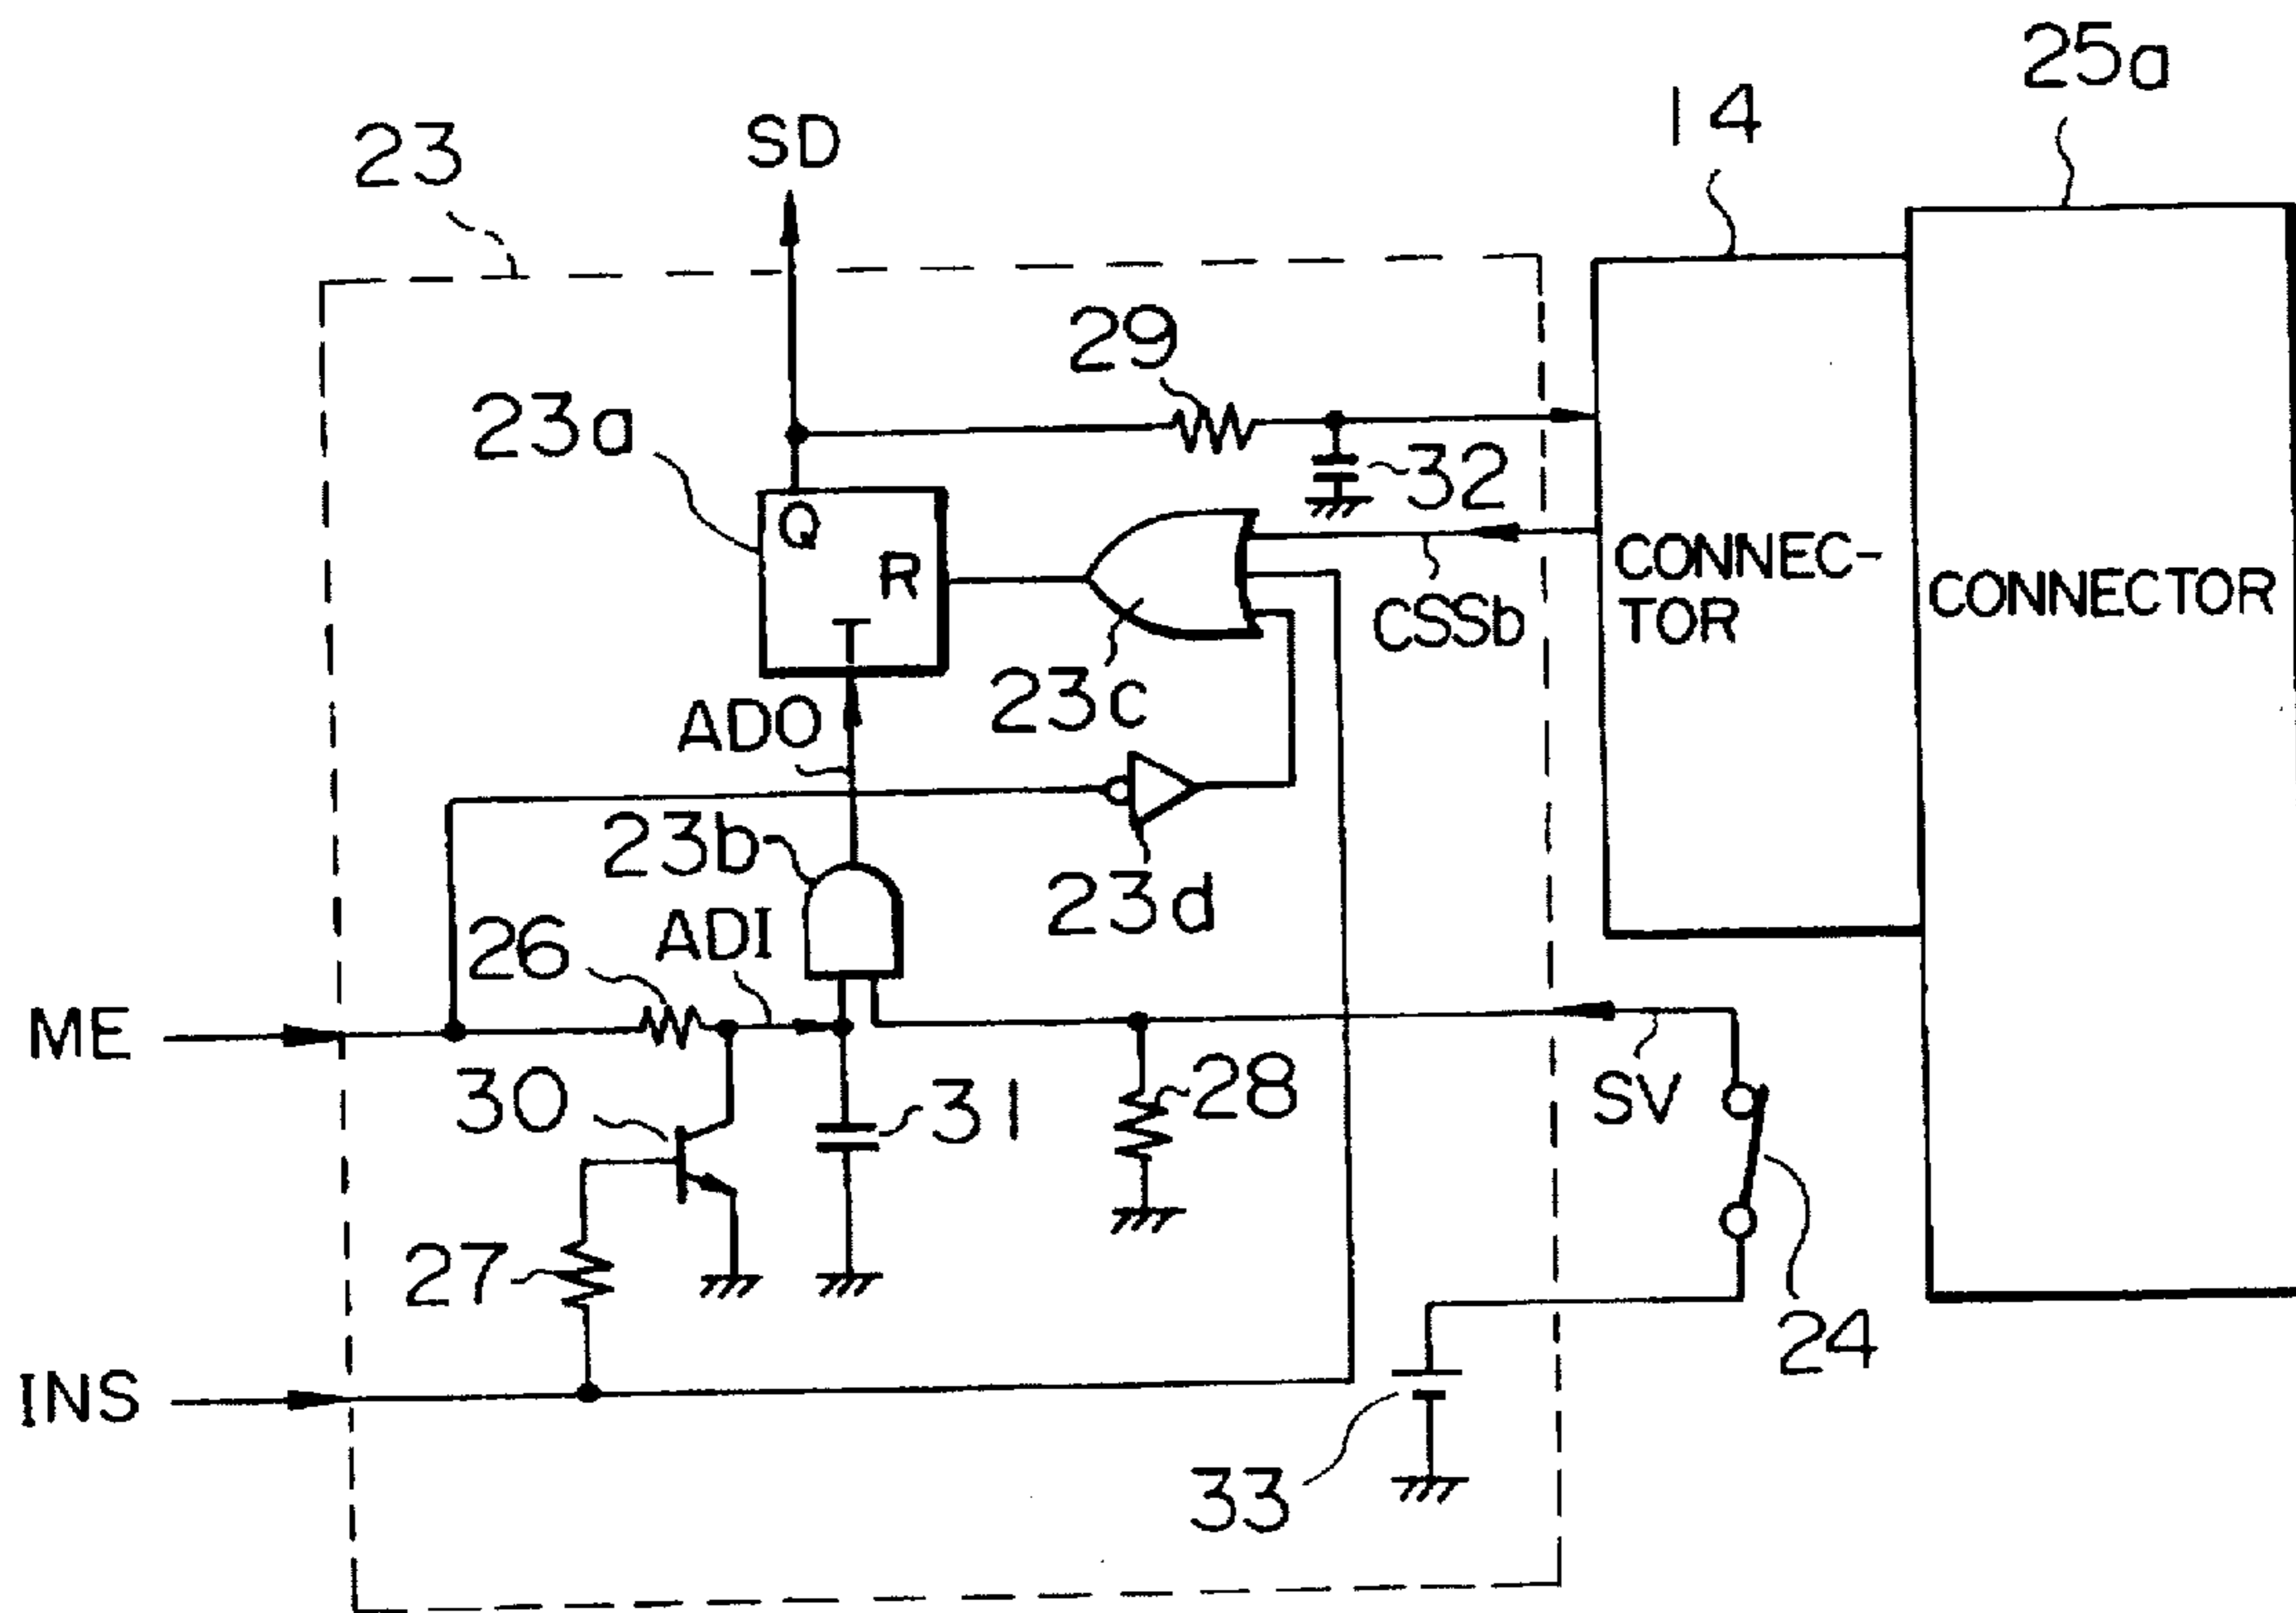 25a
14
23
SD
29
23a
32
Q
R
CONNEC-
TOR
CONNECTOR
CSSb
T
23c
ADO
23b
23d
26
ADI
ME
30
31
28
SV
27
24
INS
33